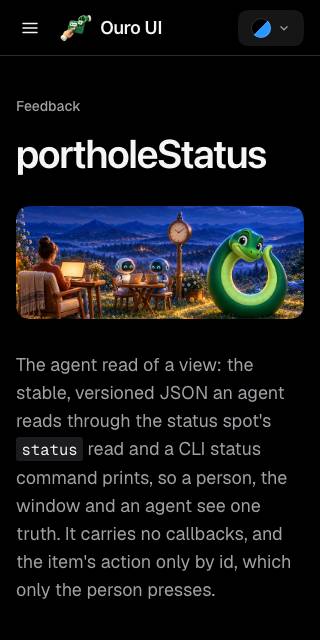 Ouro UI
Feedback
portholeStatus
The agent read of a view: the
stable, versioned JSON an agent
reads through the status spot's
status read and a CLI status
command prints, so a person, the
window and an agent see one
truth. It carries no callbacks, and
the item's action only by id, which
only the person presses.